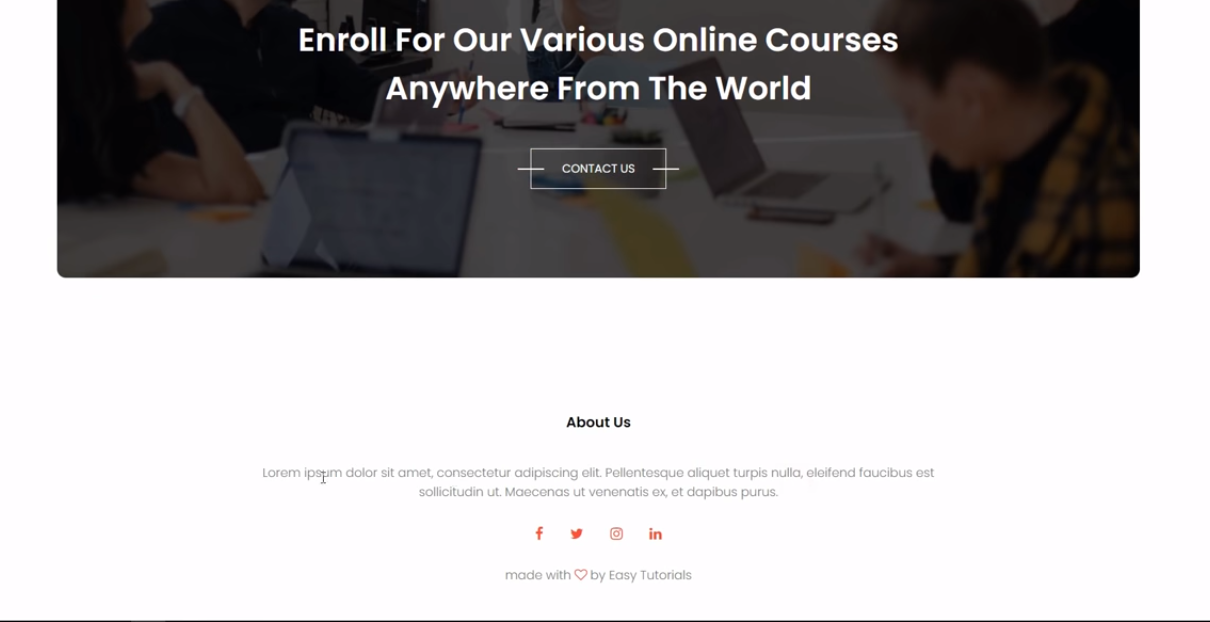 Enroll For Our Various Online Courses
Anywhere From The World
CONTACT US
About Us
Lorem ipsum dolor sit amet, consectetur adipiscing elit. Pellentesque aliquet turpis nulla, eleifend faucibus est
sollicitudin ut. Maecenas ut venenatis ex, et dapibus purus.
made with ♡ by Easy Tutorials